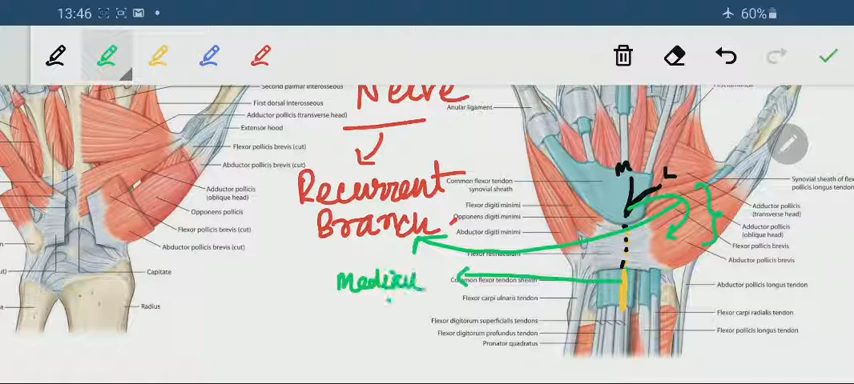 13:46
60%
Second palmar interosseous
First dorsal interosseous
Adductor pollicis (transverse head)
Extensor hood
Flexor pollicis brevis (cut)
Abductor pollicis brevis (cut)
Adductor pollicis
(oblique head)
Opponens pollicis
Flexor pollicis brevis (cut)
Abductor pollicis brevis (cut)
Capitate
Radius
Nerve
Recurrent
Branch
Median
Anular ligament
Common flexor tendon
synovial sheath
Flexor digiti minimi
Opponens digiti minimi
Abductor digiti minimi
Flexor retinaculum
Common flexor tendon sheath
Flexor carpi ulnaris tendon
Flexor digitorum superficialis tendons
Flexor digitorum profundus tendon
Pronator quadratus
M
L
Synovial sheath of flex
pollicis longus tendon
Adductor pollicis
(transverse head)
Adductor pollicis
(oblique head)
Flexor pollicis brevis
Abductor pollicis brevis
Abductor pollicis longus tendon
Flexor carpi radialis tendon
Flexor pollicis longus tendon